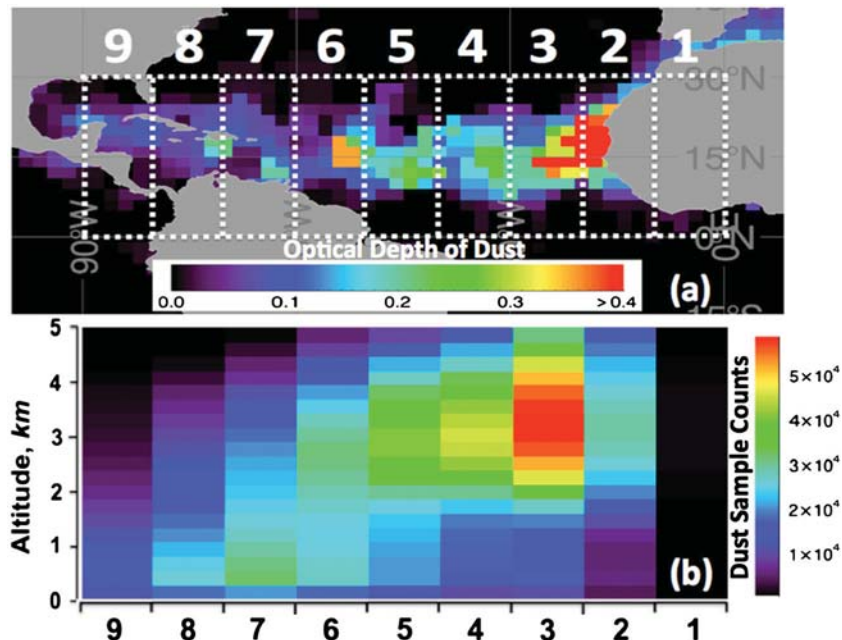 9 8 7 6 5 4 3 2 1
30°N
15°N
90°W
W
W
0°N
0°
Optical Depth of Dust
0.0 0.1 0.2 0.3 >0.4
(a)
15°S
5
4
3
2
1
0
Altitude, km
(b)
9 8 7 6 5 4 3 2 1
Dust Sample Counts
5×10⁴
4×10⁴
3×10⁴
2×10⁴
1×10⁴